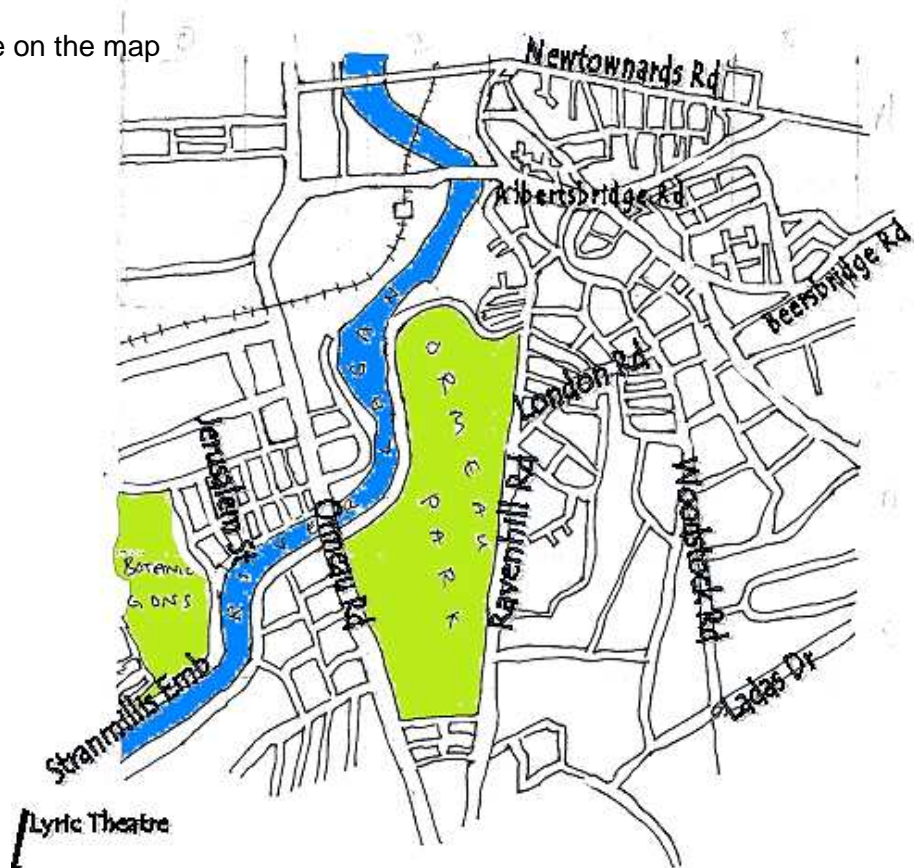 e on the map
Newtownards Rd
Albertsbridge Rd
Beersbridge Rd
London Rd
ORMEAU
PARK
Jerusslem St
Ormeau Rd
Ravenhill Rd
Woodstock Rd
BOTANIC
GDNS
Stranmillis Emb
Ladas Dr
Lyric Theatre